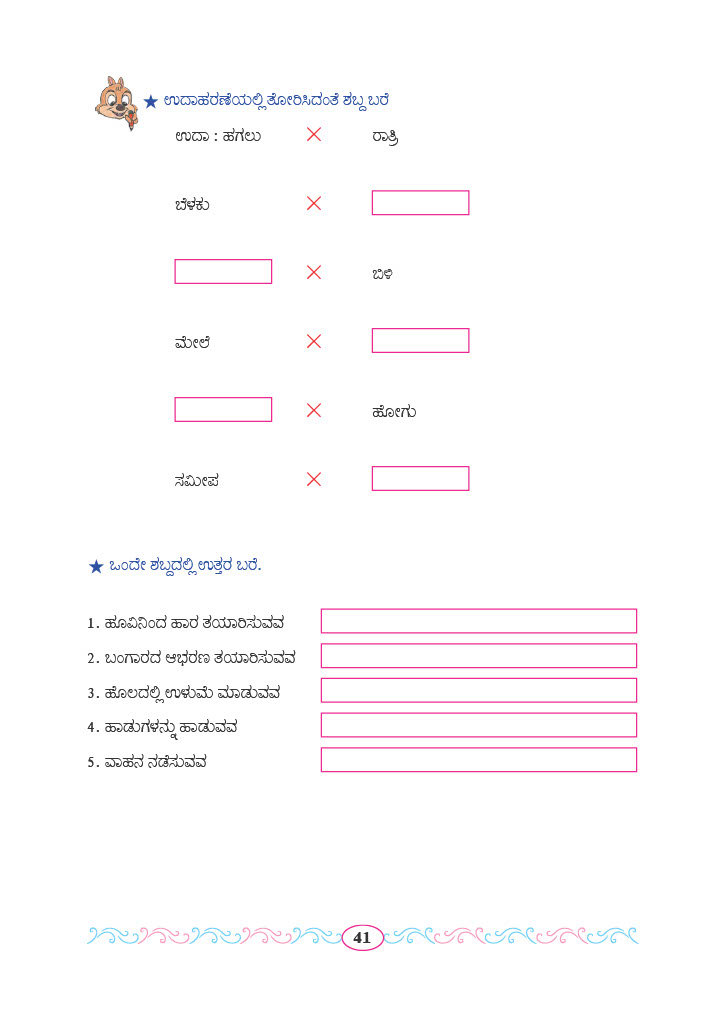 ★ ಉದಾಹರಣೆಯಲ್ಲಿ ತೋರಿಸಿದಂತೆ ಶಬ್ದ ಬರೆ
ಉದಾ : ಹಗಲು × ರಾತ್ರಿ
ಬೆಳಕು ×
× ಬಿಳಿ
ಮೇಲೆ ×
× ಹೋಗು
ಸಮೀಪ ×
★ ಒಂದೇ ಶಬ್ದದಲ್ಲಿ ಉತ್ತರ ಬರೆ.
1. ಹೂವಿನಿಂದ ಹಾರ ತಯಾರಿಸುವವ
2. ಬಂಗಾರದ ಆಭರಣ ತಯಾರಿಸುವವ
3. ಹೊಲದಲ್ಲಿ ಉಳುಮೆ ಮಾಡುವವ
4. ಹಾಡುಗಳನ್ನು ಹಾಡುವವ
5. ವಾಹನ ನಡೆಸುವವ
41